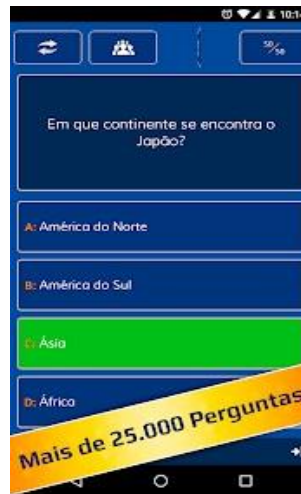 10:14
50/50
Em que continente se encontra o
Japão?
A: América do Norte
B: América do Sul
C: Ásia
D: África
Mais de 25.000 Perguntas